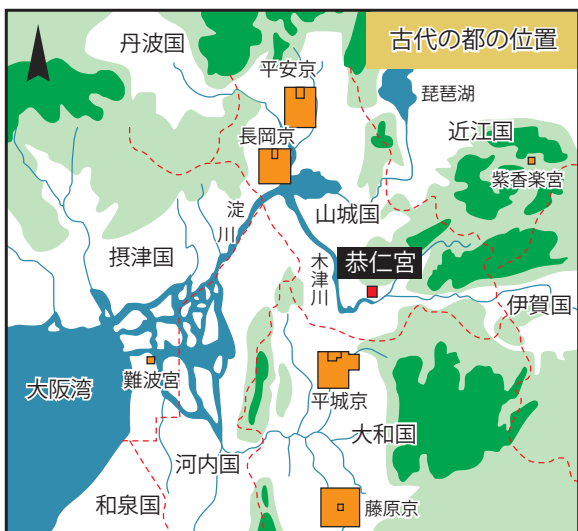 古代の都の位置
丹波国
平安京
琵琶湖
長岡京
近江国
紫香楽宮
山城国
淀川
摂津国
木津川
恭仁宮
伊賀国
大阪湾
難波宮
平城京
大和国
河内国
和泉国
藤原京